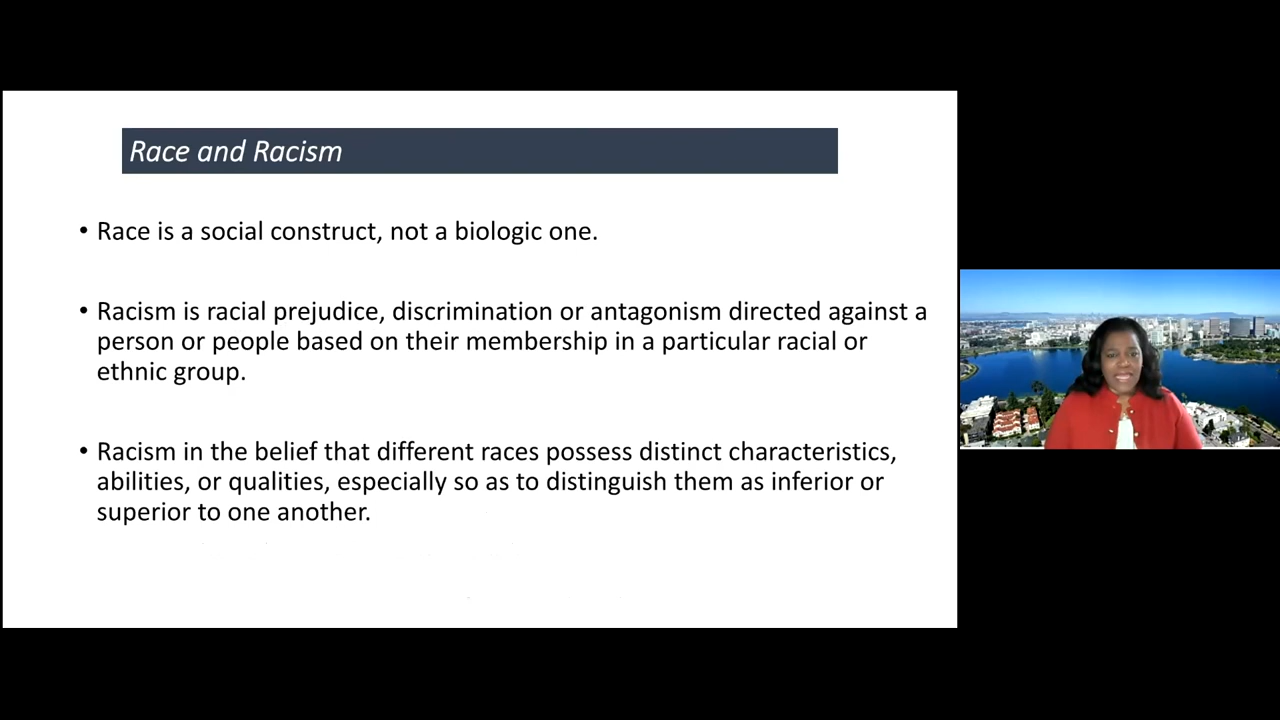 Race and Racism
• Race is a social construct, not a biologic one.
• Racism is racial prejudice, discrimination or antagonism directed against a
person or people based on their membership in a particular racial or
ethnic group.
• Racism in the belief that different races possess distinct characteristics,
abilities, or qualities, especially so as to distinguish them as inferior or
superior to one another.